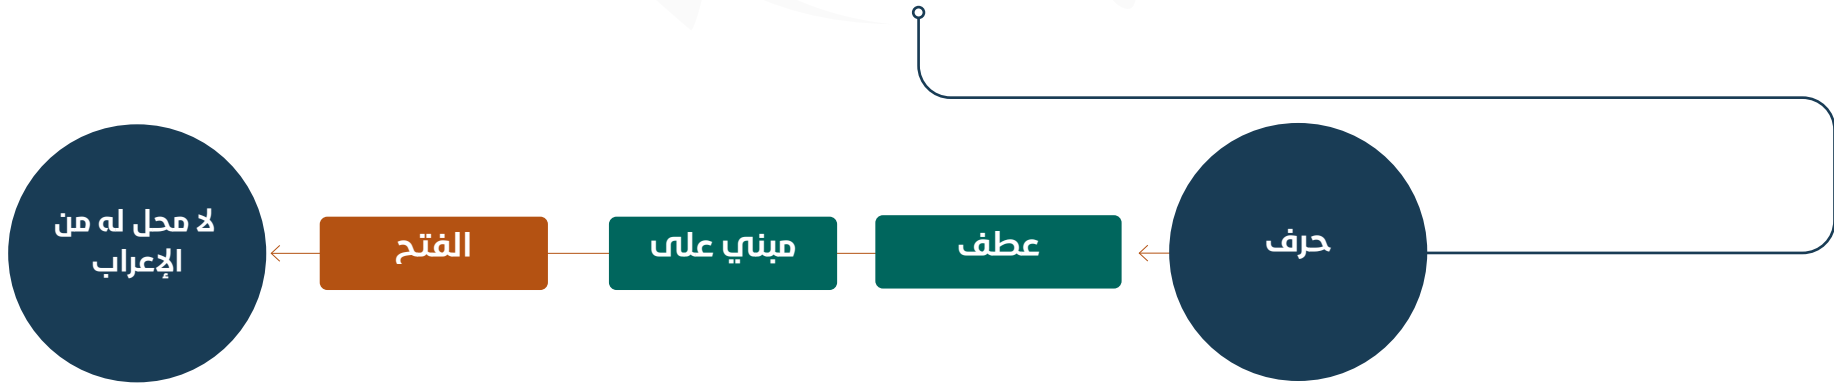 حرف
عطف
مبني على
الفتح
لا محل له من
الإعراب